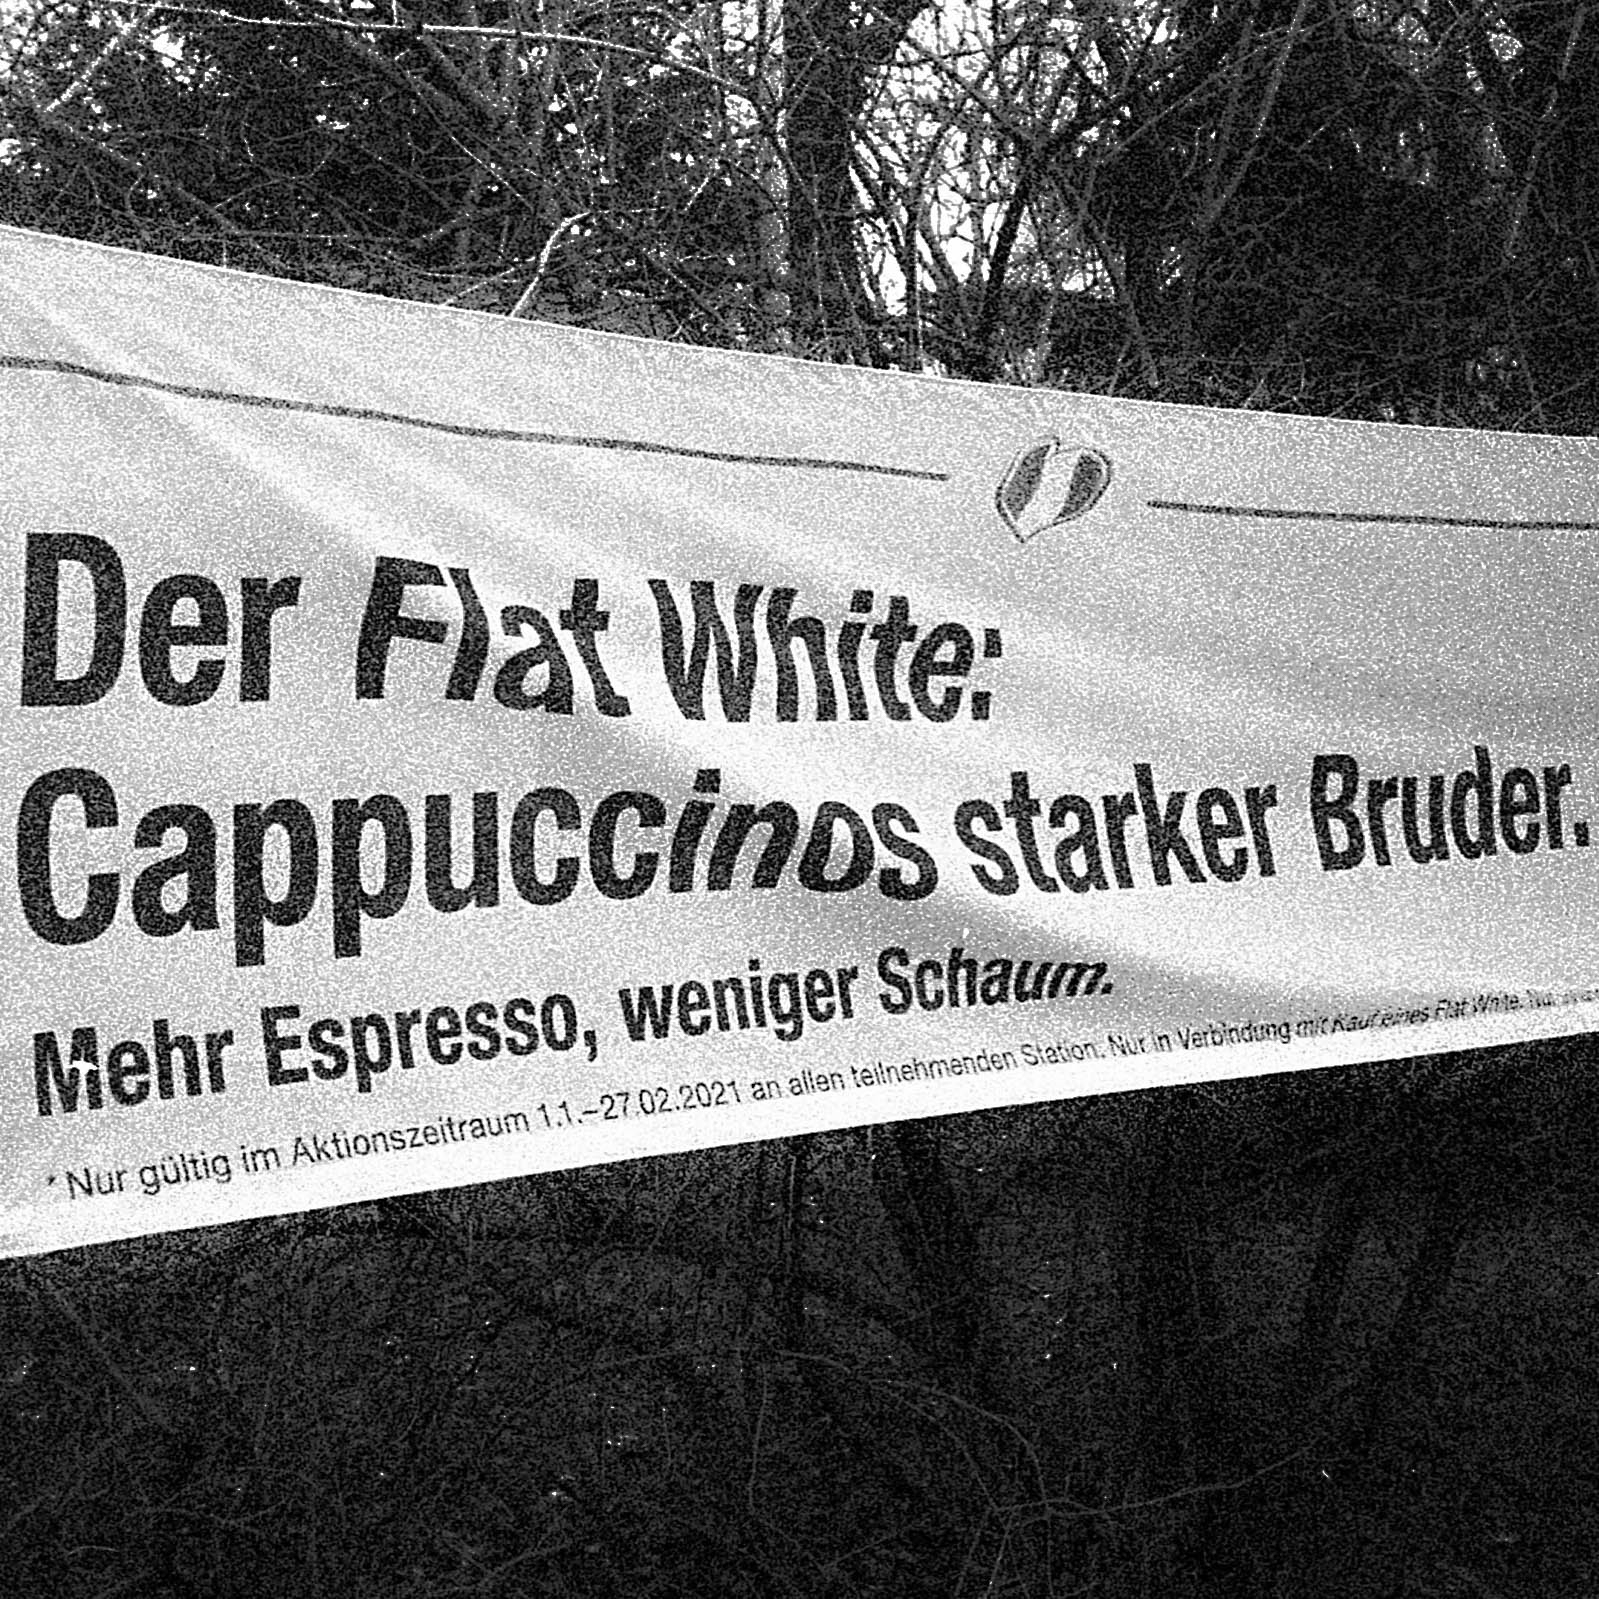 Der Flat White:
Cappuccinos starker Bruder.
Mehr Espresso, weniger Schaum.
* Nur gültig im Aktionszeitraum 1.1.–27.02.2021 an allen teilnehmenden Station. Nur in Verbindung mit Kauf eines Flat White. Nur